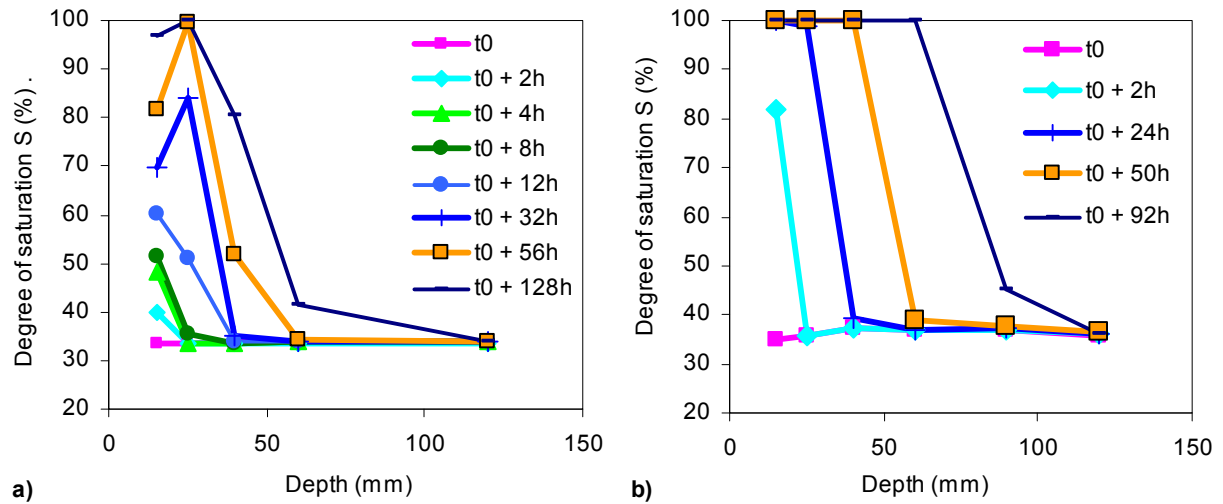 100
90
80
70
60
50
40
30
20
Degree of saturation S (%) .
0
50
100
150
Depth (mm)
t0
t0 + 2h
t0 + 4h
t0 + 8h
t0 + 12h
t0 + 32h
t0 + 56h
t0 + 128h
a)
100
90
80
70
60
50
40
30
20
Degree of saturation S (%)
0
50
100
150
Depth (mm)
t0
t0 + 2h
t0 + 24h
t0 + 50h
t0 + 92h
b)